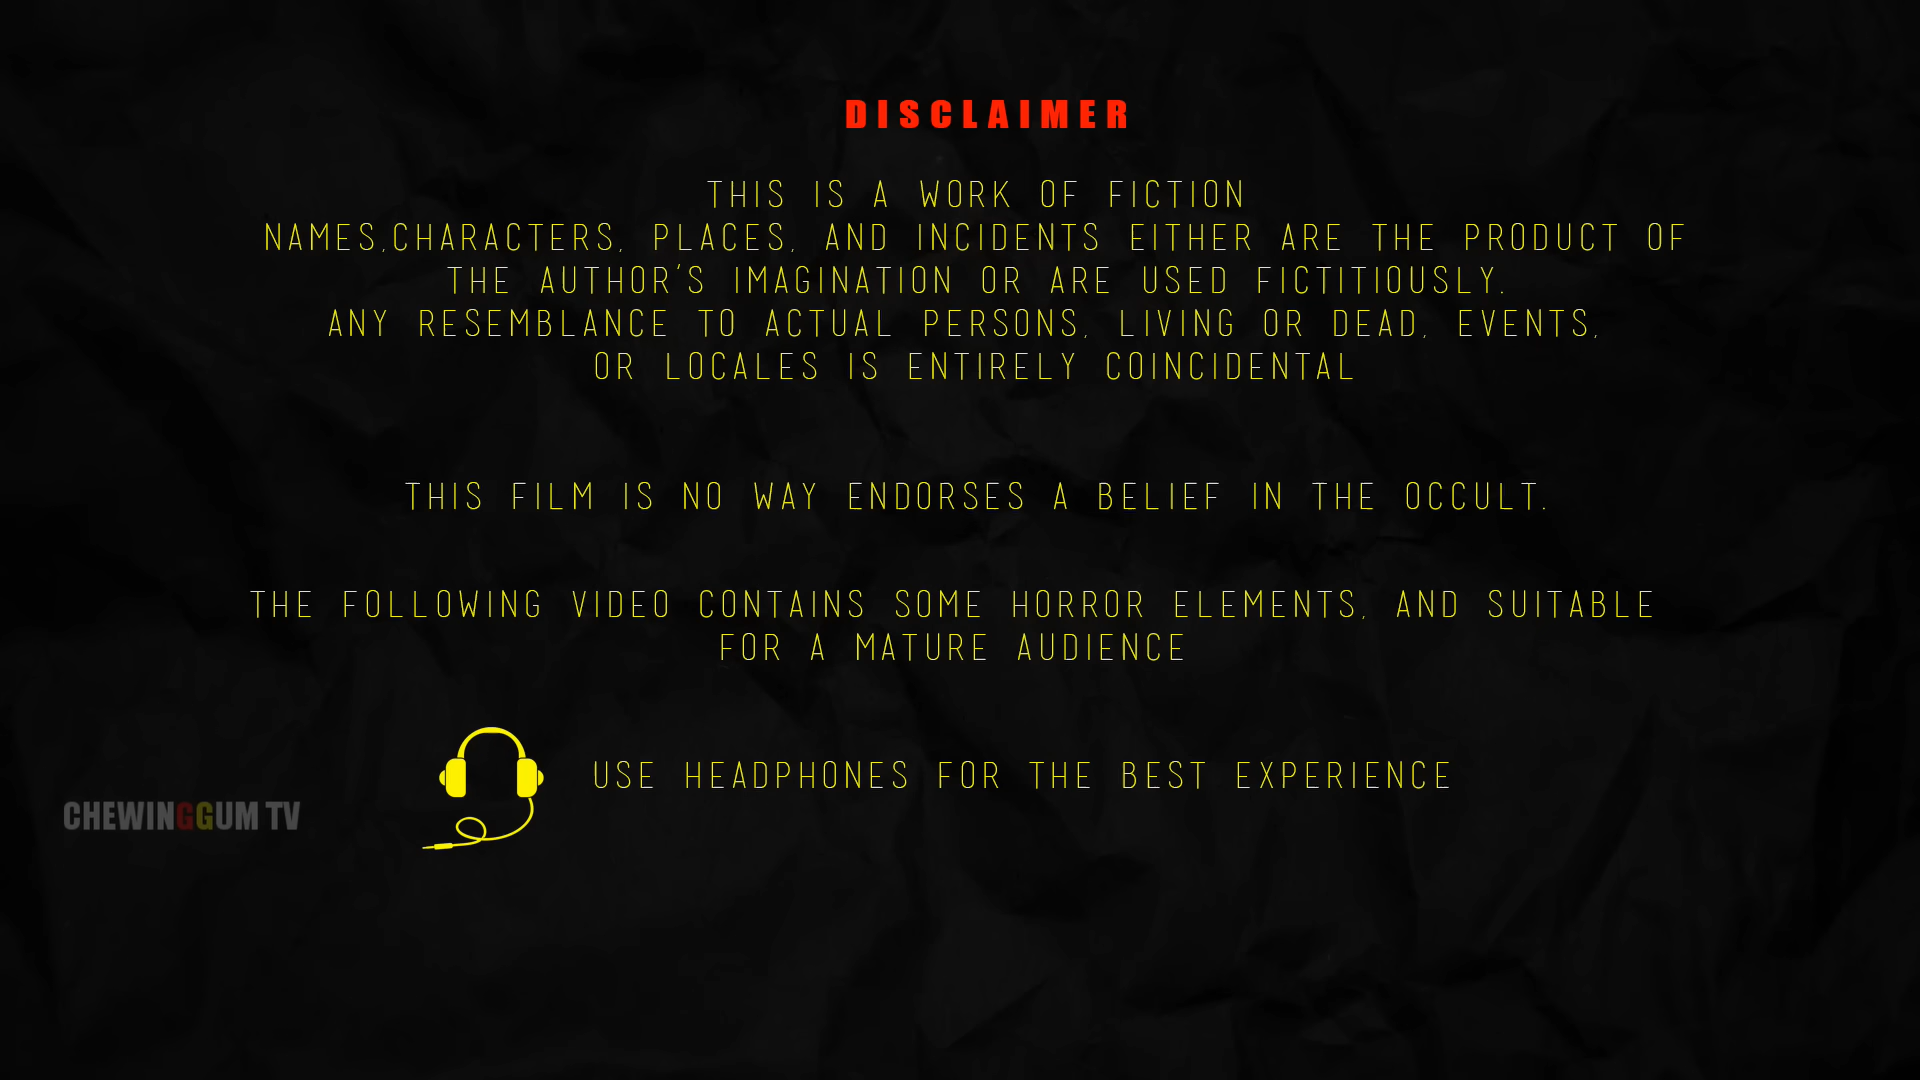 DISCLAIMER
THIS IS A WORK OF FICTION
NAMES,CHARACTERS, PLACES, AND INCIDENTS EITHER ARE THE PRODUCT OF
THE AUTHOR'S IMAGINATION OR ARE USED FICTITIOUSLY.
ANY RESEMBLANCE TO ACTUAL PERSONS, LIVING OR DEAD, EVENTS,
OR LOCALES IS ENTIRELY COINCIDENTAL
THIS FILM IS NO WAY ENDORSES A BELIEF IN THE OCCULT.
THE FOLLOWING VIDEO CONTAINS SOME HORROR ELEMENTS, AND SUITABLE
FOR A MATURE AUDIENCE
USE HEADPHONES FOR THE BEST EXPERIENCE
CHEWINGGUM TV